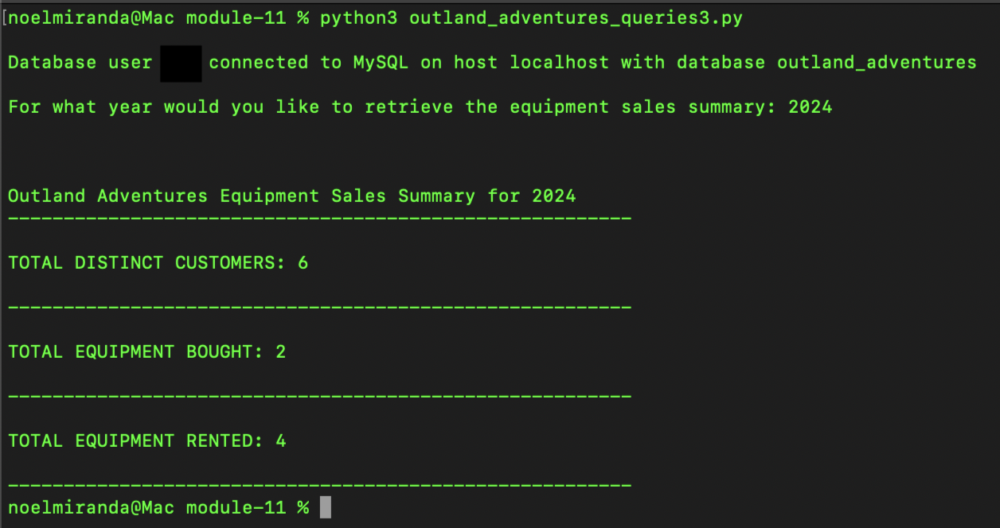 [noelmiranda@Mac module-11 % python3 outland_adventures_queries3.py
Database user connected to MySQL on host localhost with database outland_adventures
For what year would you like to retrieve the equipment sales summary: 2024
Outland Adventures Equipment Sales Summary for 2024
--------------------------------------------------------
TOTAL DISTINCT CUSTOMERS: 6
--------------------------------------------------------
TOTAL EQUIPMENT BOUGHT: 2
--------------------------------------------------------
TOTAL EQUIPMENT RENTED: 4
--------------------------------------------------------
noelmiranda@Mac module-11 %